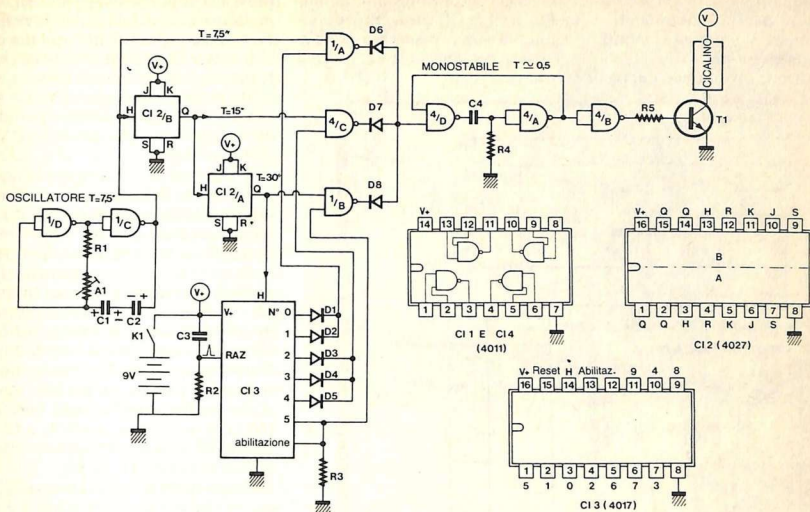 T = 7,5"
V+
J K
H CI 2/B Q
S R
T=15"
V+
J K
H CI 2/A Q
S R
T=30"
1/A
D6
4/C
D7
1/B
D8
MONOSTABILE T ≃ 0,5
4/D
C4
R4
4/A
4/B
R5
T1
CICALINO
V
OSCILLATORE T=7,5"
1/D
1/C
R1
A1
+ C1 −
− C2 +
K1
9V
V+
C3
R2
V+
RAZ
CI 3
H
N° 0
1
2
3
4
5
abilitazione
D1
D2
D3
D4
D5
R3
V+
14 13 12 11 10 9 8
1 2 3 4 5 6 7
CI 1 E CI 4
(4011)
V+ Q Q H R K J S
16 15 14 13 12 11 10 9
B
A
1 2 3 4 5 6 7 8
Q Q H R K J S
CI 2 (4027)
V+ Reset H Abilitaz. 9 4 8
16 15 14 13 12 11 10 9
1 2 3 4 5 6 7 8
5 1 0 2 6 7 3
CI 3 (4017)